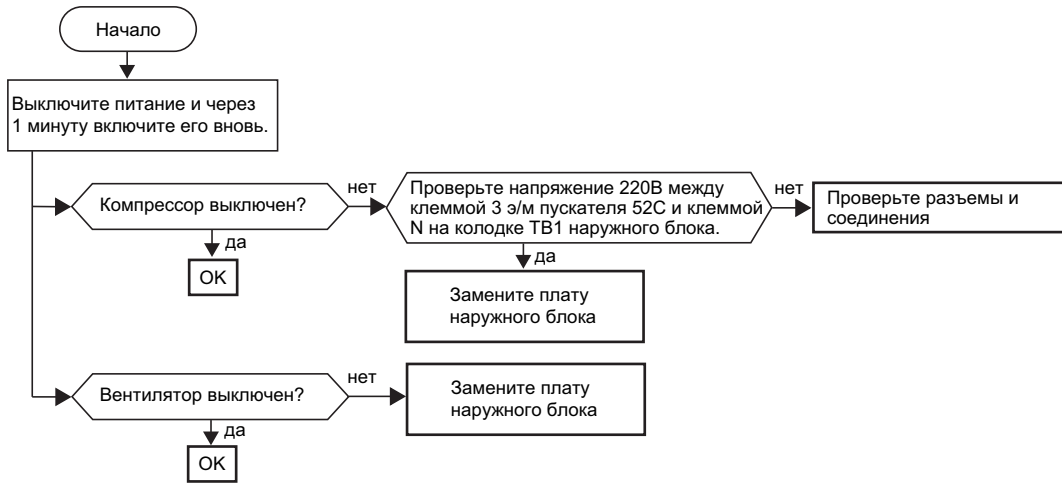 Начало
Выключите питание и через
1 минуту включите его вновь.
Компрессор выключен?
нет
Проверьте напряжение 220В между
клеммой 3 э/м пускателя 52С и клеммой
N на колодке ТВ1 наружного блока.
нет
Проверьте разъемы и
соединения
да
OK
да
Замените плату
наружного блока
Вентилятор выключен?
нет
Замените плату
наружного блока
да
OK